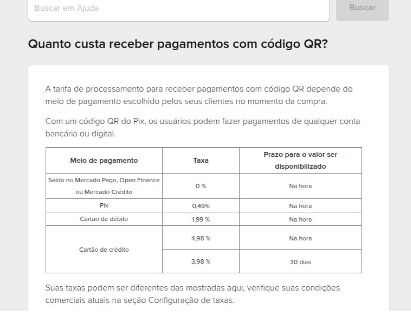 Buscar em Ajuda
Buscar
Quanto custa receber pagamentos com código QR?
A tarifa de processamento para receber pagamentos com código QR depende do
meio de pagamento escolhido pelos seus clientes no momento da compra.
Com um código QR do Pix, os usuários podem fazer pagamentos de qualquer conta
bancária ou digital.
Meio de pagamento
Taxa
Prazo para o valor ser
disponibilizado
Saldo no Mercado Pago, Open Finance
ou Mercado Crédito
0 %
Na hora
Pix
0,49%
Na hora
Cartão de débito
1,99 %
Na hora
Cartão de crédito
4,98 %
Na hora
3,98 %
30 dias
Suas taxas podem ser diferentes das mostradas aqui, verifique suas condições
comerciais atuais na seção Configuração de taxas.